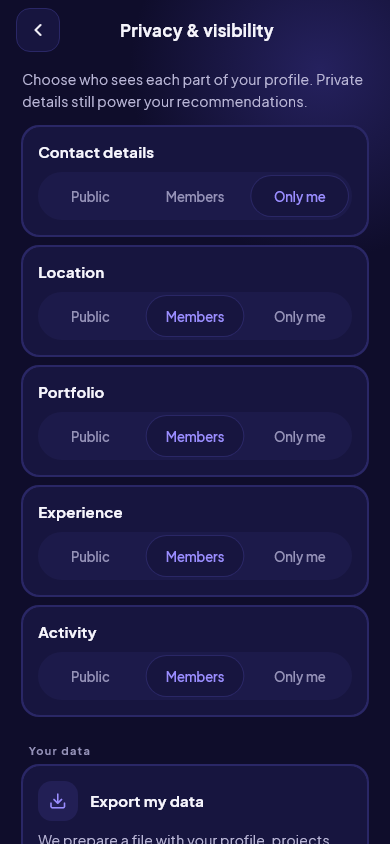 Privacy & visibility
Choose who sees each part of your profile. Private
details still power your recommendations.
Contact details
Public Members Only me
Location
Public Members Only me
Portfolio
Public Members Only me
Experience
Public Members Only me
Activity
Public Members Only me
Your data
Export my data
We prepare a file with your profile, projects,